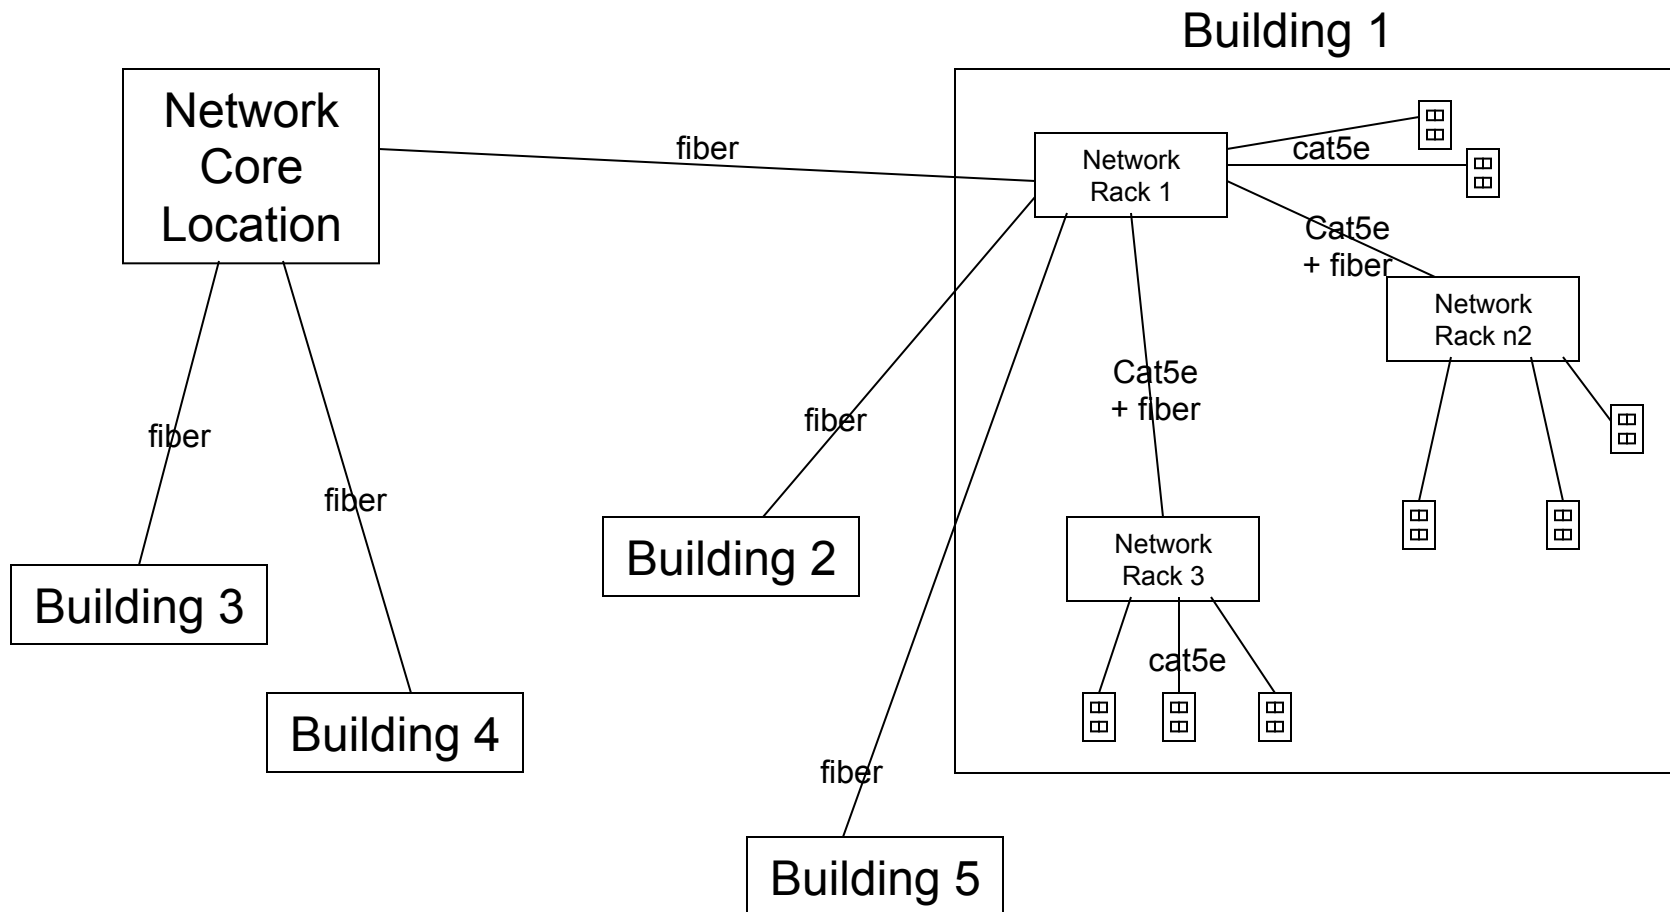 Building 1
Network
Core
Location
fiber
Network
Rack 1
cat5e
Cat5e
+ fiber
Network
Rack n2
Cat5e
+ fiber
fiber
fiber
fiber
Building 2
Network
Rack 3
Building 3
cat5e
Building 4
fiber
Building 5